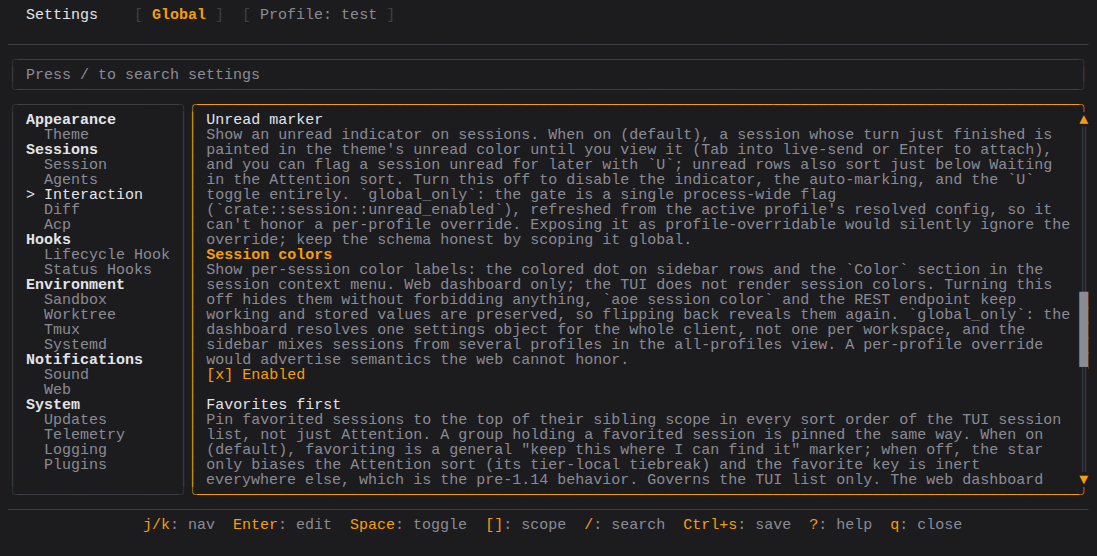 Settings [ Global ] [ Profile: test ]
Press / to search settings
Appearance
Theme
Sessions
Session
Agents
> Interaction
Diff
Acp
Hooks
Lifecycle Hook
Status Hooks
Environment
Sandbox
Worktree
Tmux
Systemd
Notifications
Sound
Web
System
Updates
Telemetry
Logging
Plugins
Unread marker
Show an unread indicator on sessions. When on (default), a session whose turn just finished is
painted in the theme's unread color until you view it (Tab into live-send or Enter to attach),
and you can flag a session unread for later with `U`; unread rows also sort just below Waiting
in the Attention sort. Turn this off to disable the indicator, the auto-marking, and the `U`
toggle entirely. `global_only`: the gate is a single process-wide flag
(`crate::session::unread_enabled`), refreshed from the active profile's resolved config, so it
can't honor a per-profile override. Exposing it as profile-overridable would silently ignore the
override; keep the schema honest by scoping it global.
Session colors
Show per-session color labels: the colored dot on sidebar rows and the `Color` section in the
session context menu. Web dashboard only; the TUI does not render session colors. Turning this
off hides them without forbidding anything, `aoe session color` and the REST endpoint keep
working and stored values are preserved, so flipping back reveals them again. `global_only`: the
dashboard resolves one settings object for the whole client, not one per workspace, and the
sidebar mixes sessions from several profiles in the all-profiles view. A per-profile override
would advertise semantics the web cannot honor.
[x] Enabled
Favorites first
Pin favorited sessions to the top of their sibling scope in every sort order of the TUI session
list, not just Attention. A group holding a favorited session is pinned the same way. When on
(default), favoriting is a general "keep this where I can find it" marker; when off, the star
only biases the Attention sort (its tier-local tiebreak) and the favorite key is inert
everywhere else, which is the pre-1.14 behavior. Governs the TUI list only. The web dashboard
j/k: nav Enter: edit Space: toggle []: scope /: search Ctrl+s: save ?: help q: close